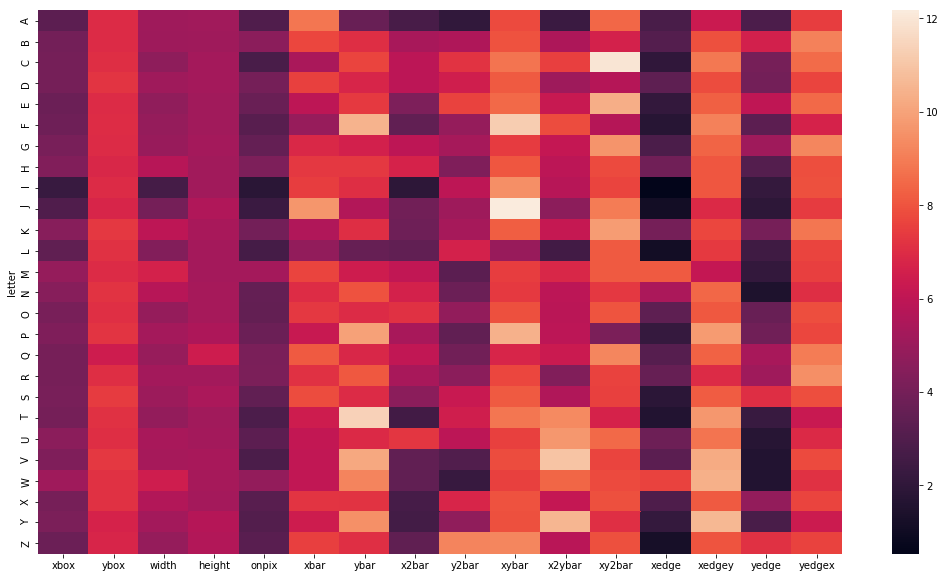 letter
A
B
C
D
E
F
G
H
I
J
K
L
M
N
O
P
Q
R
S
T
U
V
W
X
Y
Z
xbox ybox width height onpix xbar ybar x2bar y2bar xybar x2ybar xy2bar xedge xedgey yedge yedgex
12
10
8
6
4
2